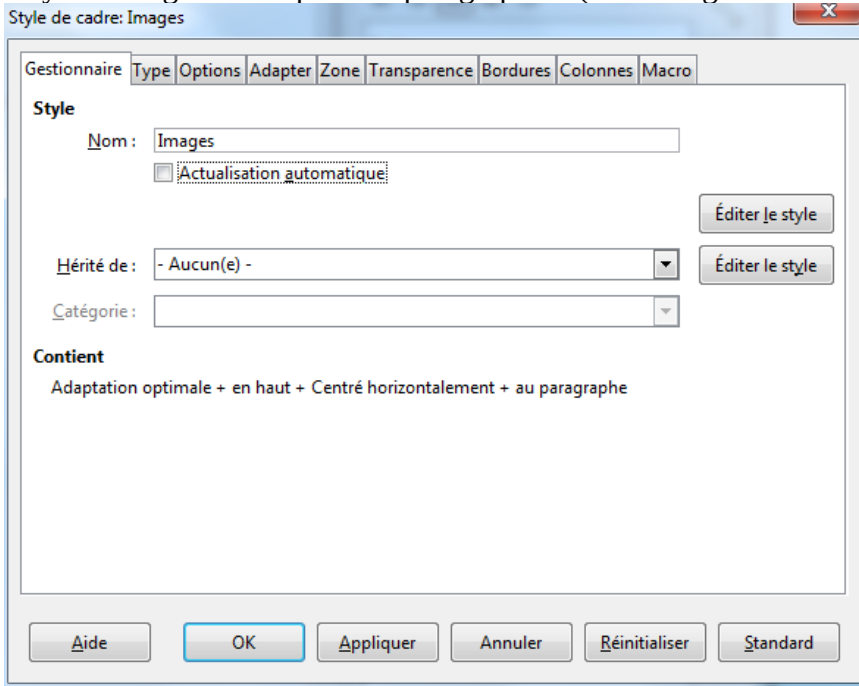 Style de cadre: Images
Gestionnaire Type Options Adapter Zone Transparence Bordures Colonnes Macro
Style
Nom : Images
Actualisation automatique
Éditer le style
Hérité de : - Aucun(e) - Éditer le style
Catégorie :
Contient
Adaptation optimale + en haut + Centré horizontalement + au paragraphe
Aide OK Appliquer Annuler Réinitialiser Standard